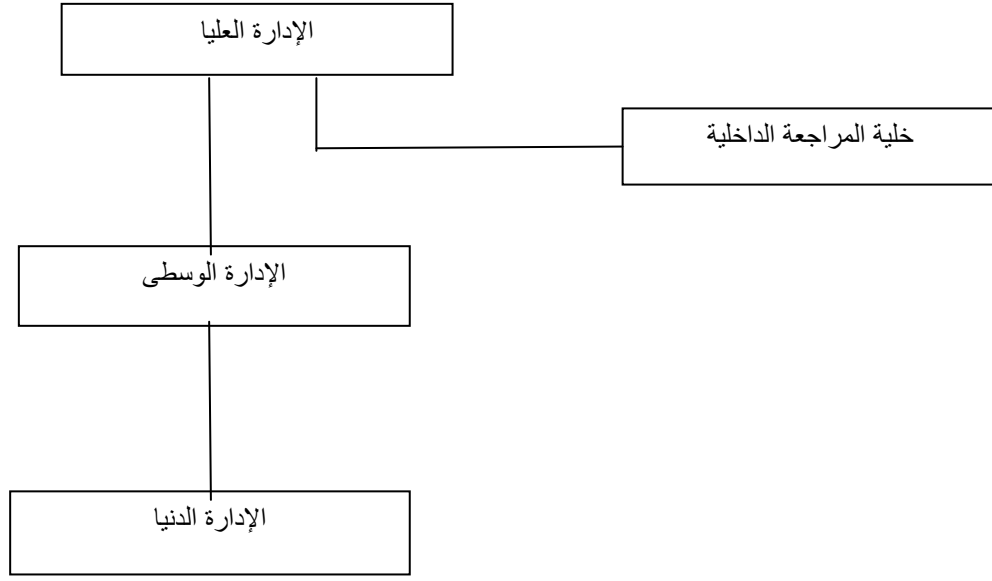 الإدارة العليا
خلية المراجعة الداخلية
الإدارة الوسطى
الإدارة الدنيا